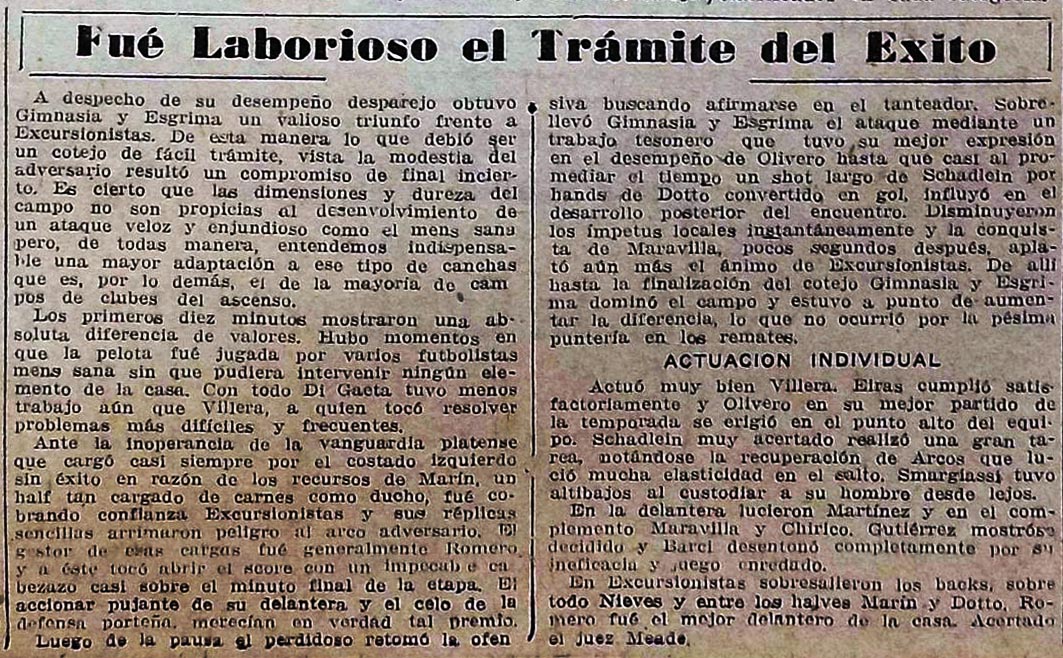 Fué Laborioso el Trámite del Exito
A despecho de su desempeño desparejo obtuvo
Gimnasia y Esgrima un valioso triunfo frente a
Excursionistas. De esta manera lo que debió ser
un cotejo de fácil trámite, vista la modestia del
adversario resultó un compromiso de final incier-
to. Es cierto que las dimensiones y dureza del
campo no son propicias al desenvolvimiento de
un ataque veloz y enjundioso como el mens sana
pero, de todas manera, entendemos indispensa-
ble una mayor adaptación a ese tipo de canchas
que es, por lo demás, el de la mayoría de cam
pos de clubes del ascenso.
Los primeros diez minutos mostraron una ab-
soluta diferencia de valores. Hubo momentos en
que la pelota fué jugada por varios futbolistas
mens sana sin que pudiera intervenir ningún ele-
mento de la casa. Con todo Di Gaeta tuvo menos
trabajo aún que Villera, a quien tocó resolver
problemas más difíciles y frecuentes.
Ante la inoperancia de la vanguardia platense
que cargó casi siempre por el costado izquierdo
sin éxito en razón de los recursos de Marín, un
half tan cargado de carnes como ducho, fué co-
brando confianza Excursionistas y sus réplicas
sencillas arrimaron peligro al arco adversario. El
gestor de esas cargas fué generalmente Romero
y a éste tocó abrir el score con un impecable ca
bezazo casi sobre el minuto final de la etapa. El
accionar pujante de su delantera y el celo de la
defensa porteña, merecían en verdad tal premio.
Luego de la pausa el perdidoso retomó la ofen
siva buscando afirmarse en el tanteador. Sobre-
llevó Gimnasia y Esgrima el ataque mediante un
trabajo tesonero que tuvo su mejor expresión
en el desempeño de Olivero hasta que casi al pro-
mediar el tiempo un shot largo de Schadlein por
hands de Dotto convertido en gol, influyó en el
desarrollo posterior del encuentro. Disminuyeron
los ímpetus locales instantáneamente y la conquis-
ta de Maravilla, pocos segundos después, apla-
tó aún más el ánimo de Excursionistas. De allí
hasta la finalización del cotejo Gimnasia y Esgri-
ma dominó el campo y estuvo a punto de aumen-
tar la diferencia, lo que no ocurrió por la pésima
puntería en los remates.
ACTUACION INDIVIDUAL
Actuó muy bien Villera. Eiras cumplió satis-
factoriamente y Olivero en su mejor partido de
la temporada se erigió en el punto alto del equi-
po. Schadlein muy acertado realizó una gran ta-
rea, notándose la recuperación de Arcos que lu-
ció mucha elasticidad en el salto. Smargiassi tuvo
altibajos al custodiar a su hombre desde lejos.
En la delantera lucieron Martínez y en el com-
plemento Maravilla y Chirico. Gutiérrez mostróse
decidido y Barci desentonó completamente por su
ineficacia y juego enredado.
En Excursionistas sobresalieron los backs, sobre
todo Nieves y entre los halves Marín y Dotto. Ro-
mero fué el mejor delantero de la casa. Acertado
el juez Meade.